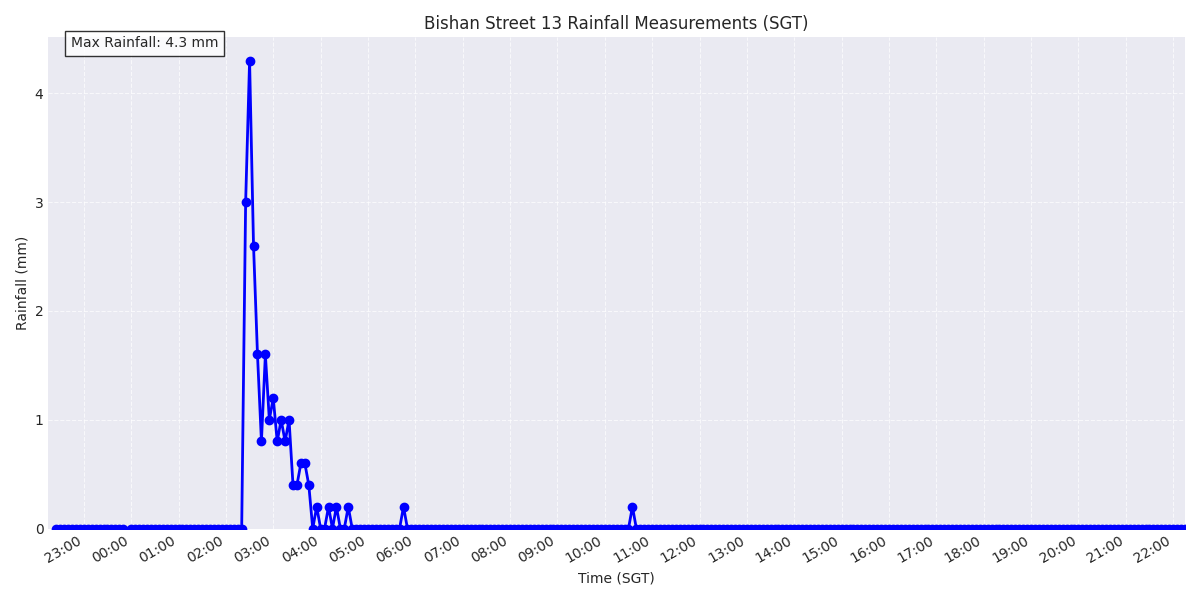 Bishan Street 13 Rainfall Measurements (SGT)
Max Rainfall: 4.3 mm
4
3
2
1
0
Rainfall (mm)
23:00 00:00 01:00 02:00 03:00 04:00 05:00 06:00 07:00 08:00 09:00 10:00 11:00 12:00 13:00 14:00 15:00 16:00 17:00 18:00 19:00 20:00 21:00 22:00
Time (SGT)